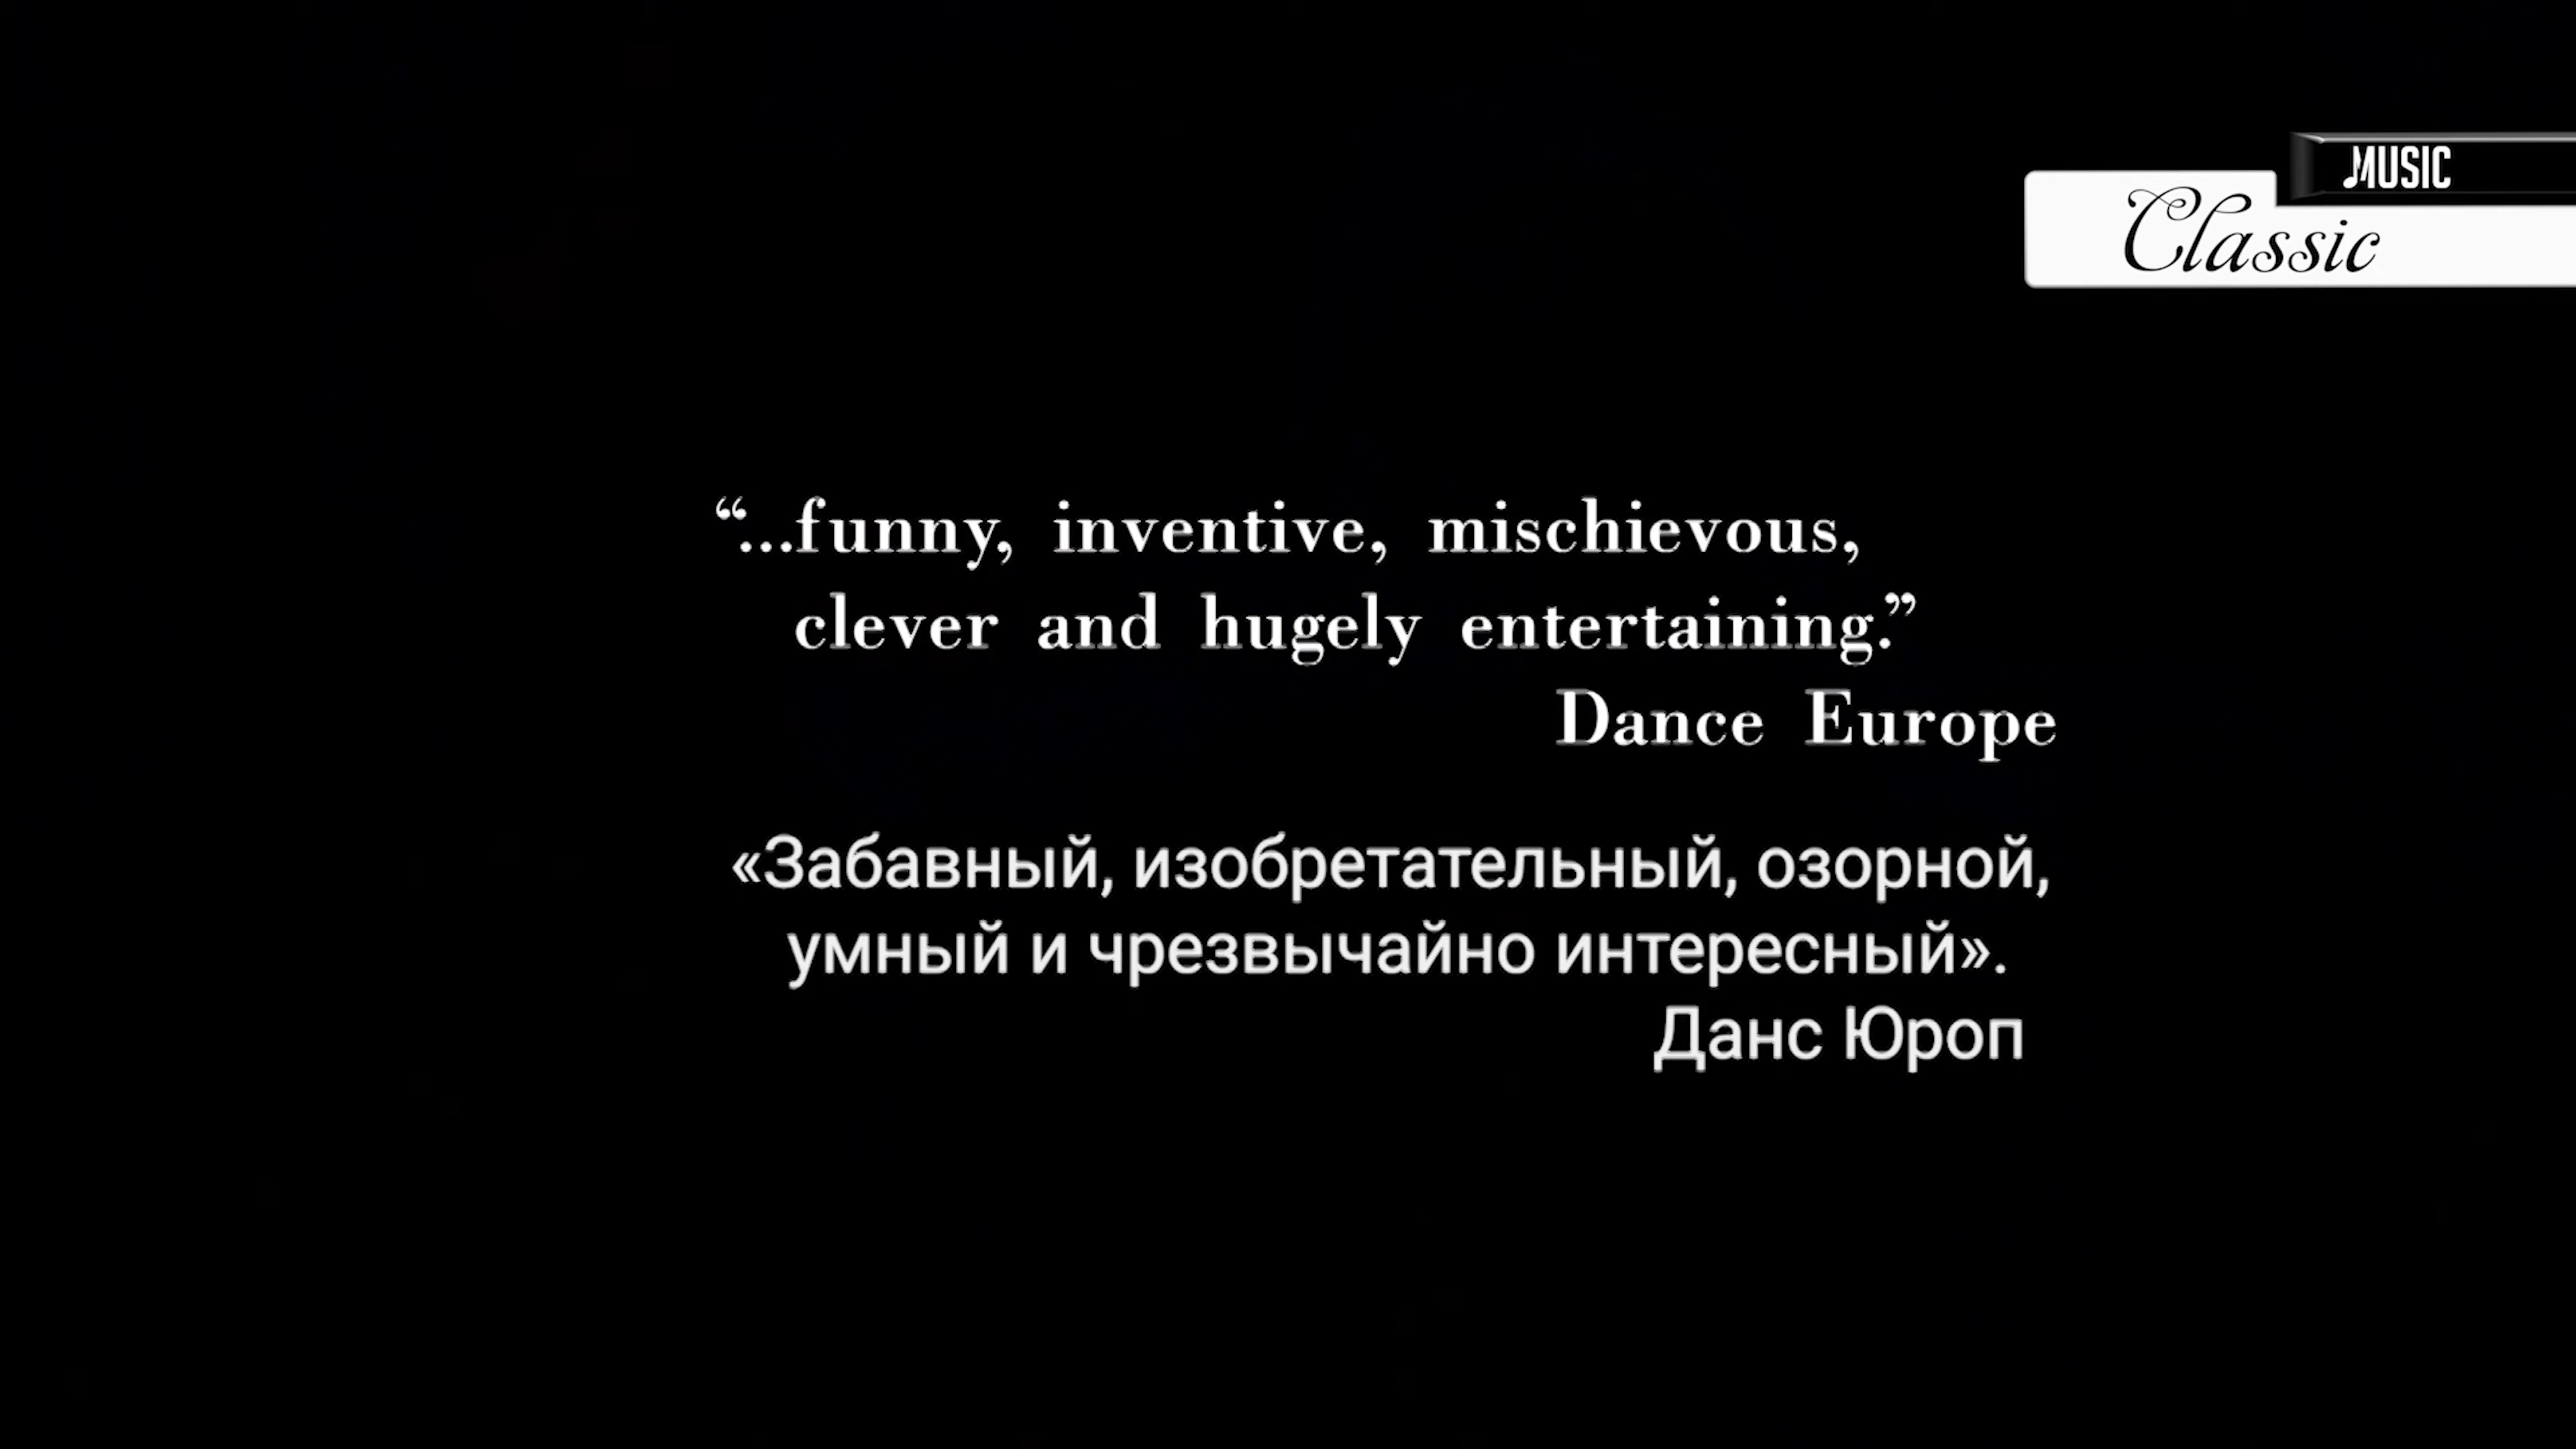 MUSIC
Classic
“...funny, inventive, mischievous,
clever and hugely entertaining.”
Dance Europe
«Забавный, изобретательный, озорной,
умный и чрезвычайно интересный».
Данс Юроп